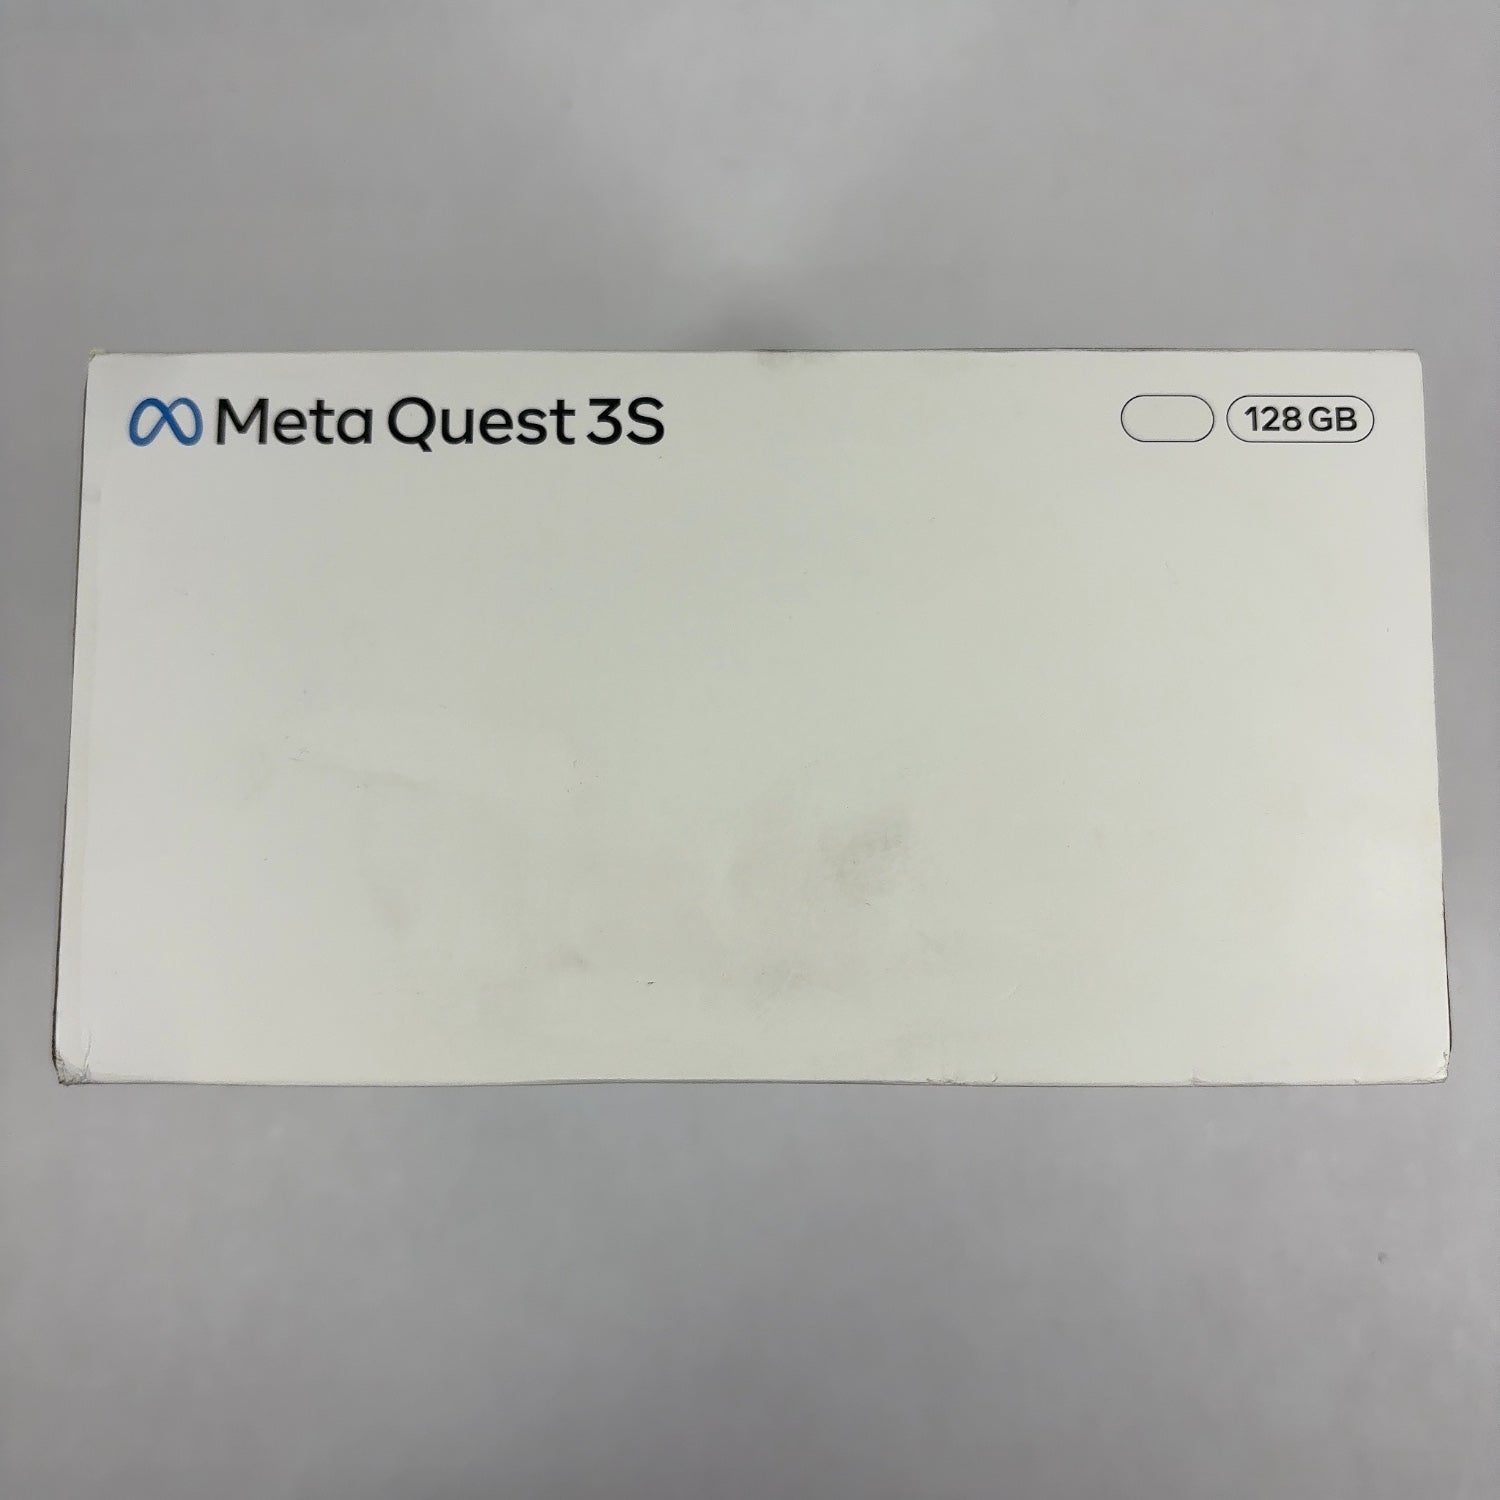 Meta Quest 3S
128 GB